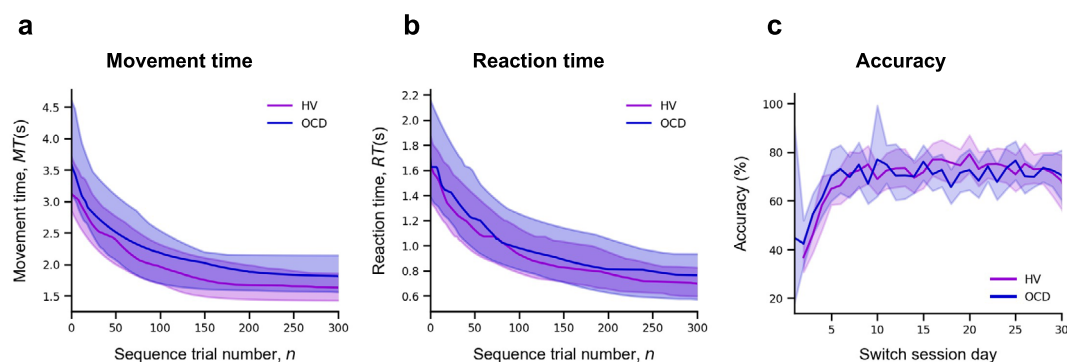 a
Movement time
Movement time, MT(s)
4.5
4.0
3.5
3.0
2.5
2.0
1.5
HV
OCD
0 50 100 150 200 250 300
Sequence trial number, n
b
Reaction time
Reaction time, RT(s)
2.2
2.0
1.8
1.6
1.4
1.2
1.0
0.8
0.6
HV
OCD
0 50 100 150 200 250 300
Sequence trial number, n
c
Accuracy
Accuracy (%)
100
80
60
40
20
HV
OCD
5 10 15 20 25 30
Switch session day